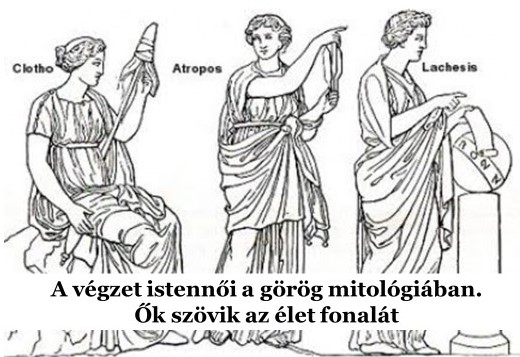 Clotho
Atropos
Lachesis
A végzet istennői a görög mitológiában.
Ők szövik az élet fonalát